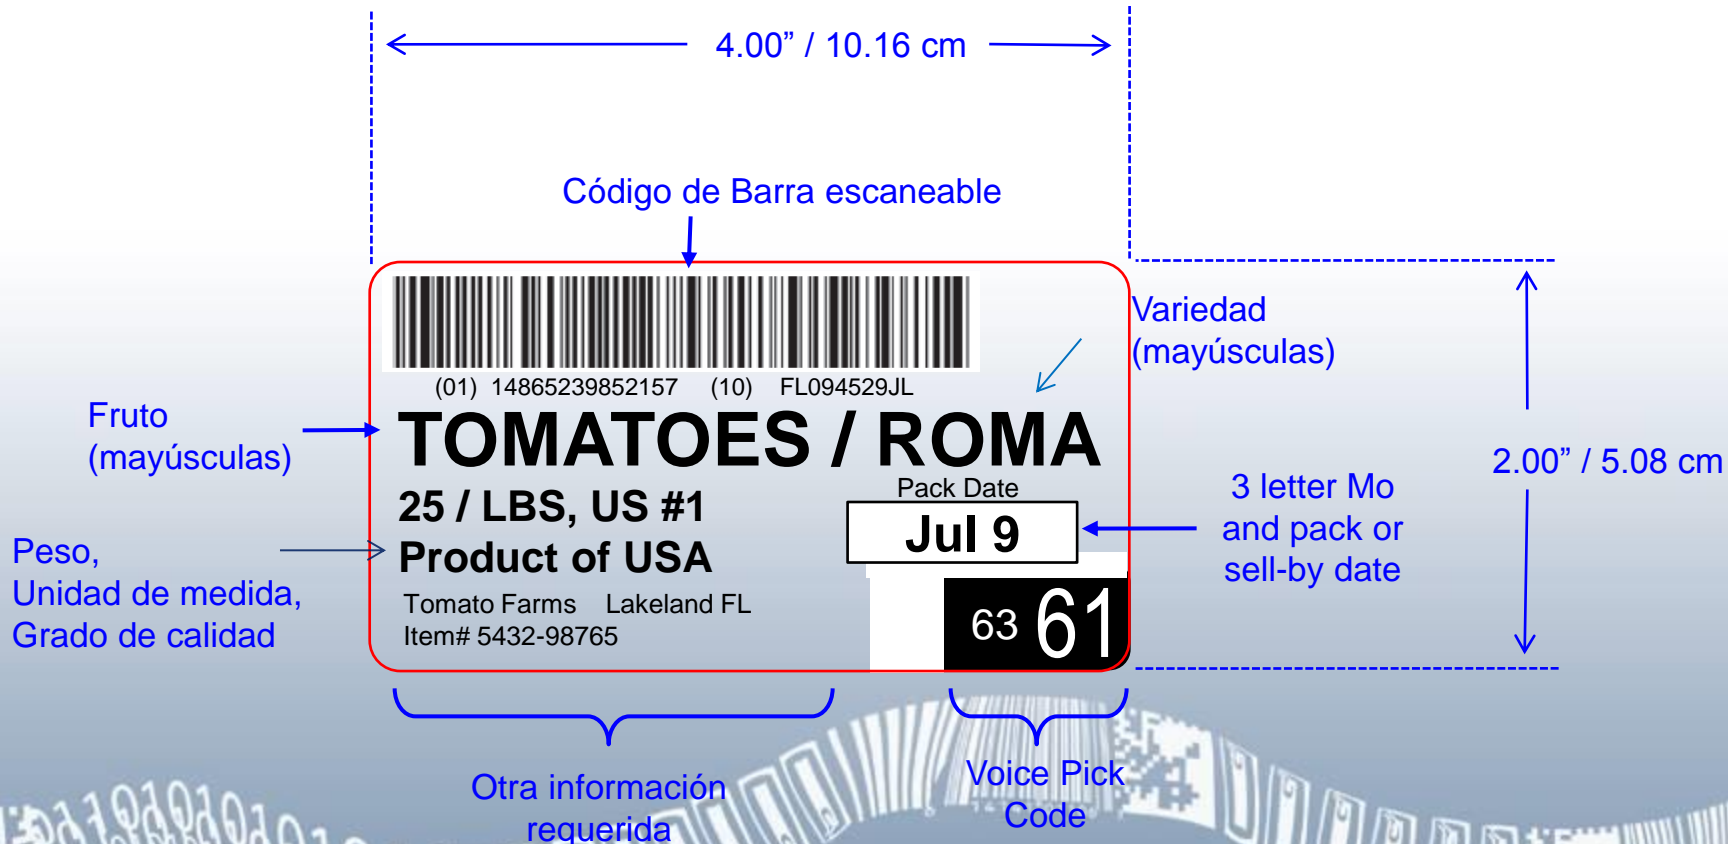 4.00” / 10.16 cm
Código de Barra escaneable
Variedad
(mayúsculas)
(01) 14865239852157 (10) FL094529JL
Fruto
(mayúsculas)
TOMATOES / ROMA
2.00” / 5.08 cm
Pack Date
25 / LBS, US #1
Jul 9
3 letter Mo
and pack or
sell-by date
Product of USA
Peso,
Unidad de medida,
Grado de calidad
Tomato Farms Lakeland FL
Item# 5432-98765
63 61
Otra información
requerida
Voice Pick
Code